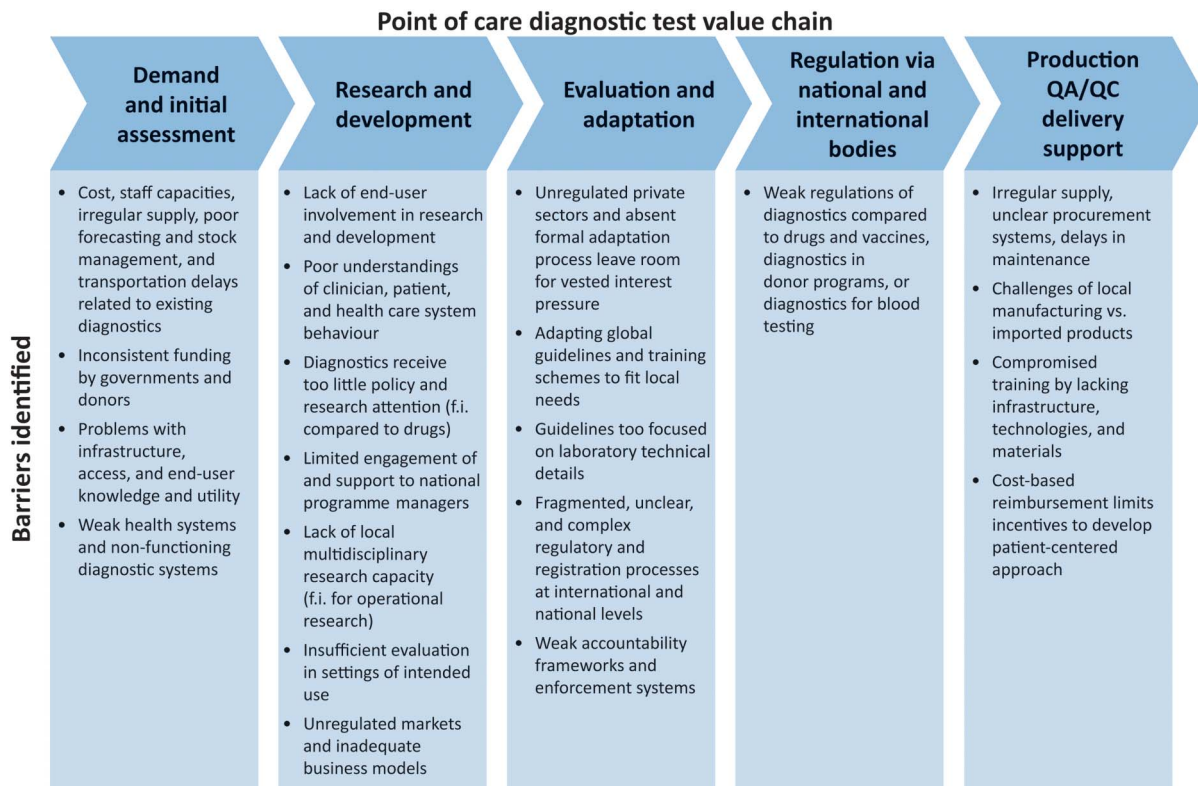 Point of care diagnostic test value chain
Demand
and initial
assessment
Research and
development
Evaluation and
adaptation
Regulation via
national and
international
bodies
Production
QA/QC
delivery
support
Barriers identified
• Cost, staff capacities,
irregular supply, poor
forecasting and stock
management, and
transportation delays
related to existing
diagnostics
• Inconsistent funding
by governments and
donors
• Problems with
infrastructure,
access, and end-user
knowledge and utility
• Weak health systems
and non-functioning
diagnostic systems
• Lack of end-user
involvement in research
and development
• Poor understandings
of clinician, patient,
and health care system
behaviour
• Diagnostics receive
too little policy and
research attention (f.i.
compared to drugs)
• Limited engagement of
and support to national
programme managers
• Lack of local
multidisciplinary
research capacity
(f.i. for operational
research)
• Insufficient evaluation
in settings of intended
use
• Unregulated markets
and inadequate
business models
• Unregulated private
sectors and absent
formal adaptation
process leave room
for vested interest
pressure
• Adapting global
guidelines and training
schemes to fit local
needs
• Guidelines too focused
on laboratory technical
details
• Fragmented, unclear,
and complex
regulatory and
registration processes
at international and
national levels
• Weak accountability
frameworks and
enforcement systems
• Weak regulations of
diagnostics compared
to drugs and vaccines,
diagnostics in
donor programs, or
diagnostics for blood
testing
• Irregular supply,
unclear procurement
systems, delays in
maintenance
• Challenges of local
manufacturing vs.
imported products
• Compromised
training by lacking
infrastructure,
technologies, and
materials
• Cost-based
reimbursement limits
incentives to develop
patient-centered
approach